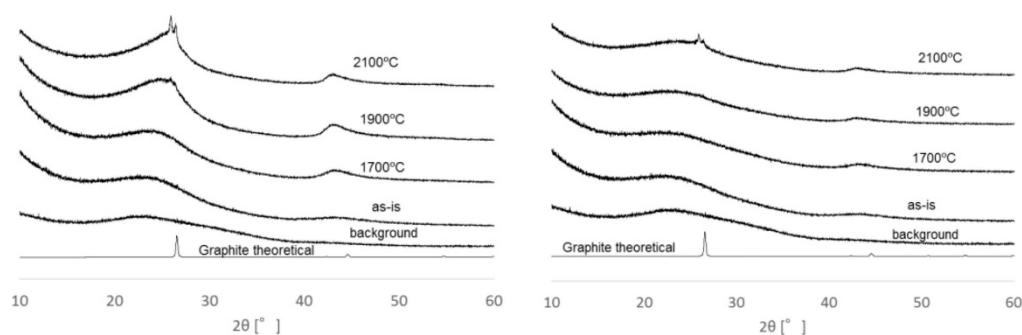 2100ºC
1900ºC
1700ºC
as-is
background
Graphite theoretical
10 20 30 40 50 60
2θ [°]
2100ºC
1900ºC
1700ºC
as-is
background
Graphite theoretical
10 20 30 40 50 60
2θ [°]